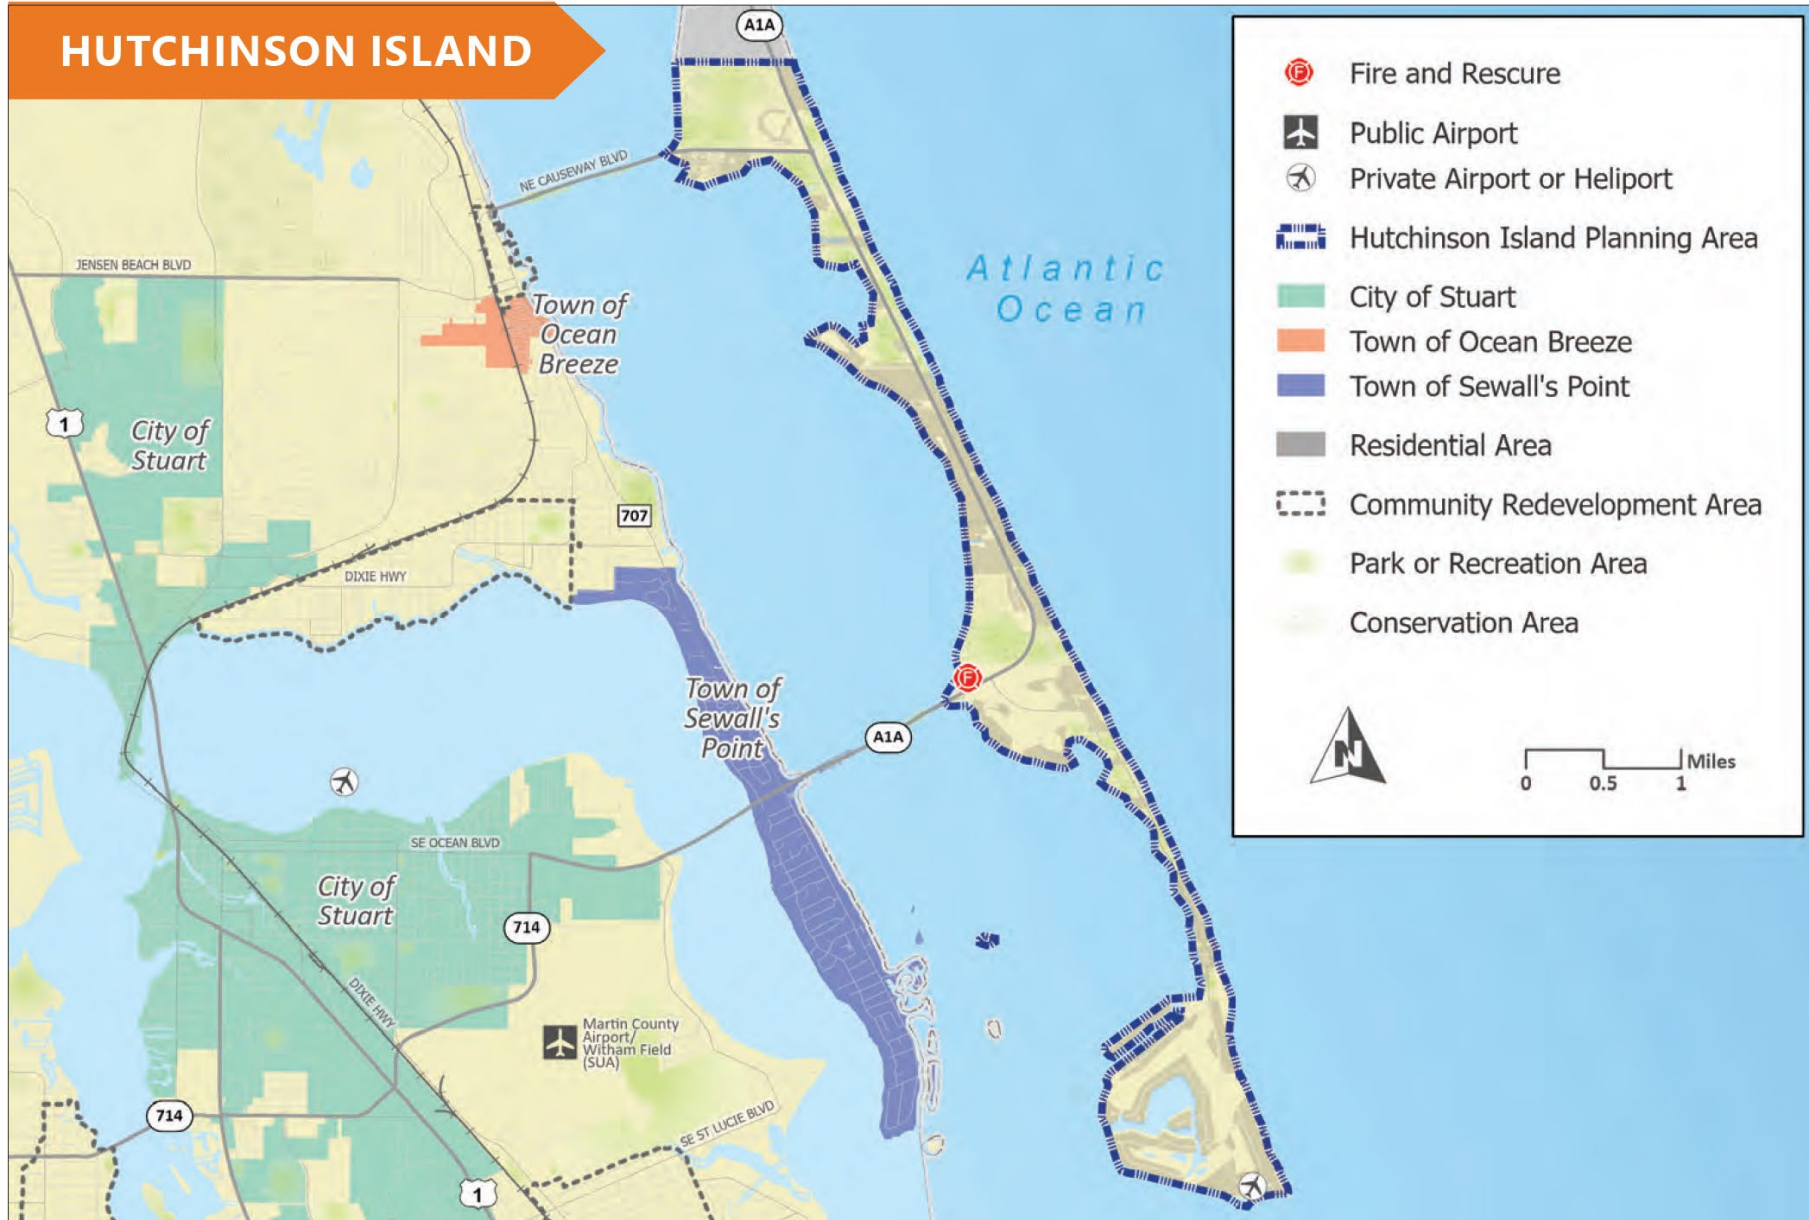 HUTCHINSON ISLAND
A1A
NE CAUSEWAY BLVD
JENSEN BEACH BLVD
Town of
Ocean
Breeze
Atlantic
Ocean
1
City of
Stuart
707
DIXIE HWY
Town of
Sewall's
Point
F
A1A
SE OCEAN BLVD
City of
Stuart
714
DIXIE HWY
Martin County
Airport/
Witham Field
(SUA)
714
SE ST LUCIE BLVD
1
F
Fire and Rescure
Public Airport
Private Airport or Heliport
Hutchinson Island Planning Area
City of Stuart
Town of Ocean Breeze
Town of Sewall's Point
Residential Area
Community Redevelopment Area
Park or Recreation Area
Conservation Area
N
Miles
0 0.5 1